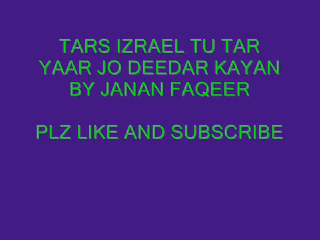 TARS IZRAEL TU TAR
YAAR JO DEEDAR KAYAN
BY JANAN FAQEER
PLZ LIKE AND SUBSCRIBE